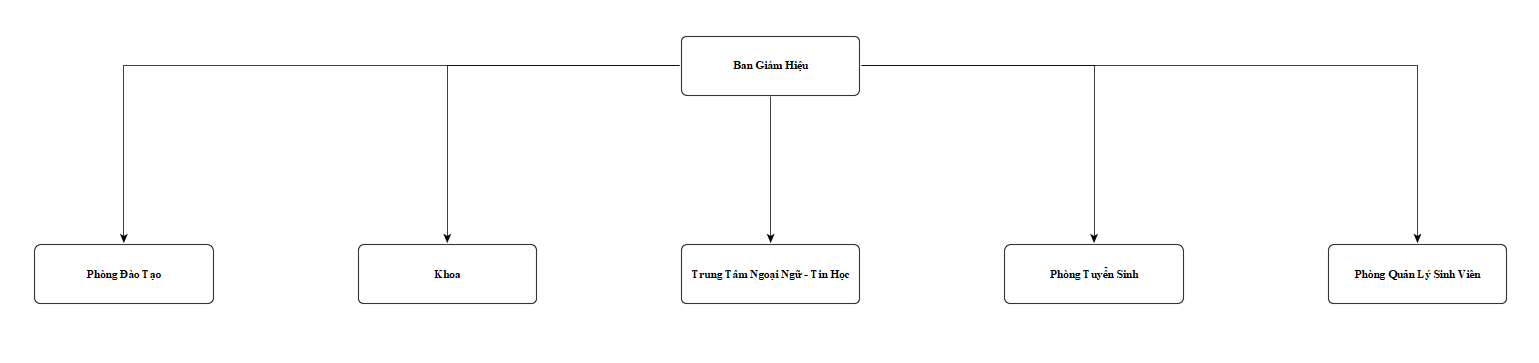 Ban Giám Hiệu
Phòng Đào Tạo
Khoa
Trung Tâm Ngoại Ngữ - Tin Học
Phòng Tuyển Sinh
Phòng Quản Lý Sinh Viên